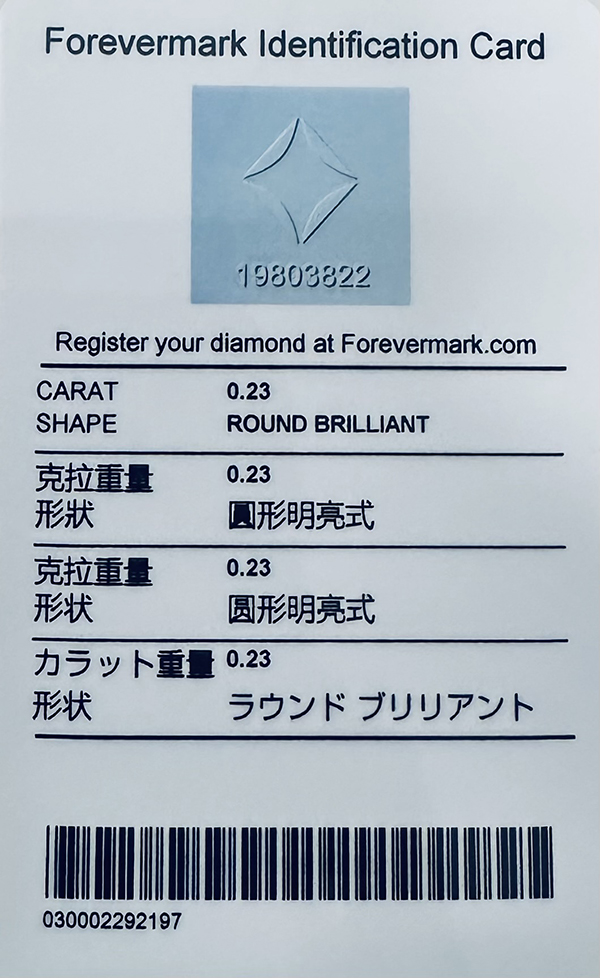 Forevermark Identification Card
19803822
Register your diamond at Forevermark.com
CARAT 0.23
SHAPE ROUND BRILLIANT
克拉重量 0.23
形狀 圓形明亮式
克拉重量 0.23
形状 圆形明亮式
カラット重量 0.23
形状 ラウンド ブリリアント
030002292197